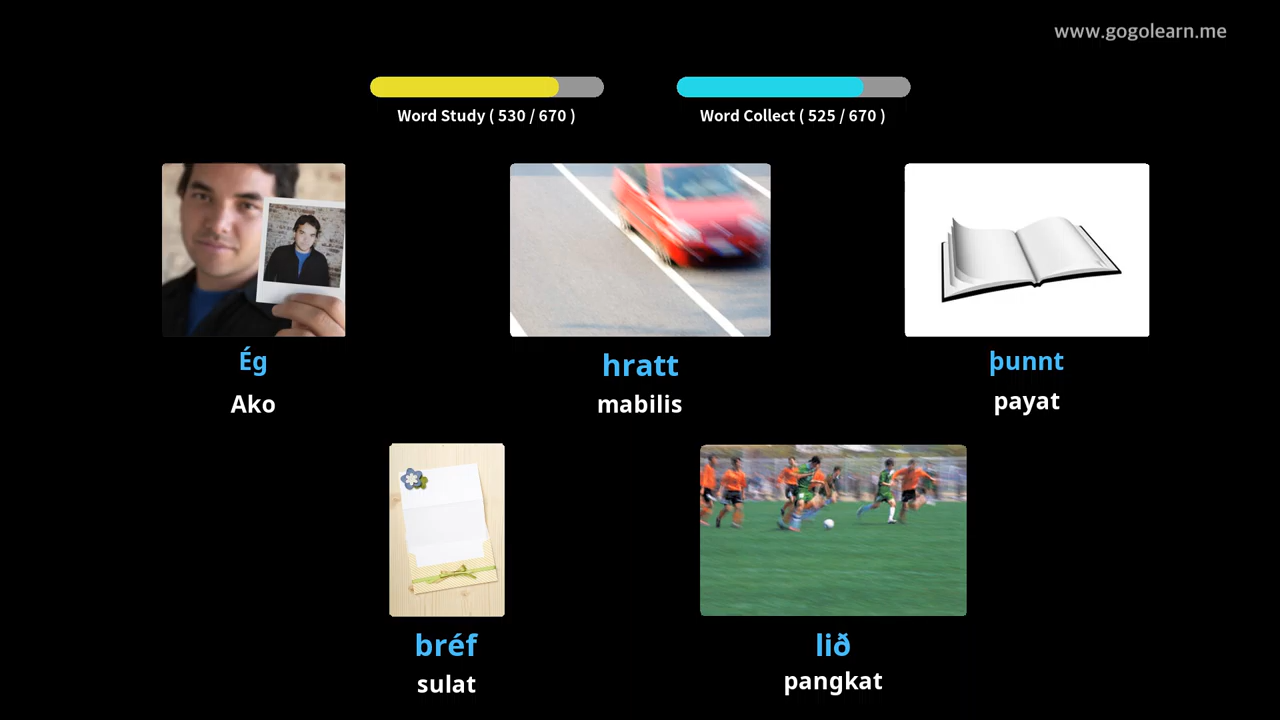 www.gogolearn.me
Word Study ( 530 / 670 )
Word Collect ( 525 / 670 )
Ég
hratt
þunnt
Ako
mabilis
payat
bréf
lið
sulat
pangkat